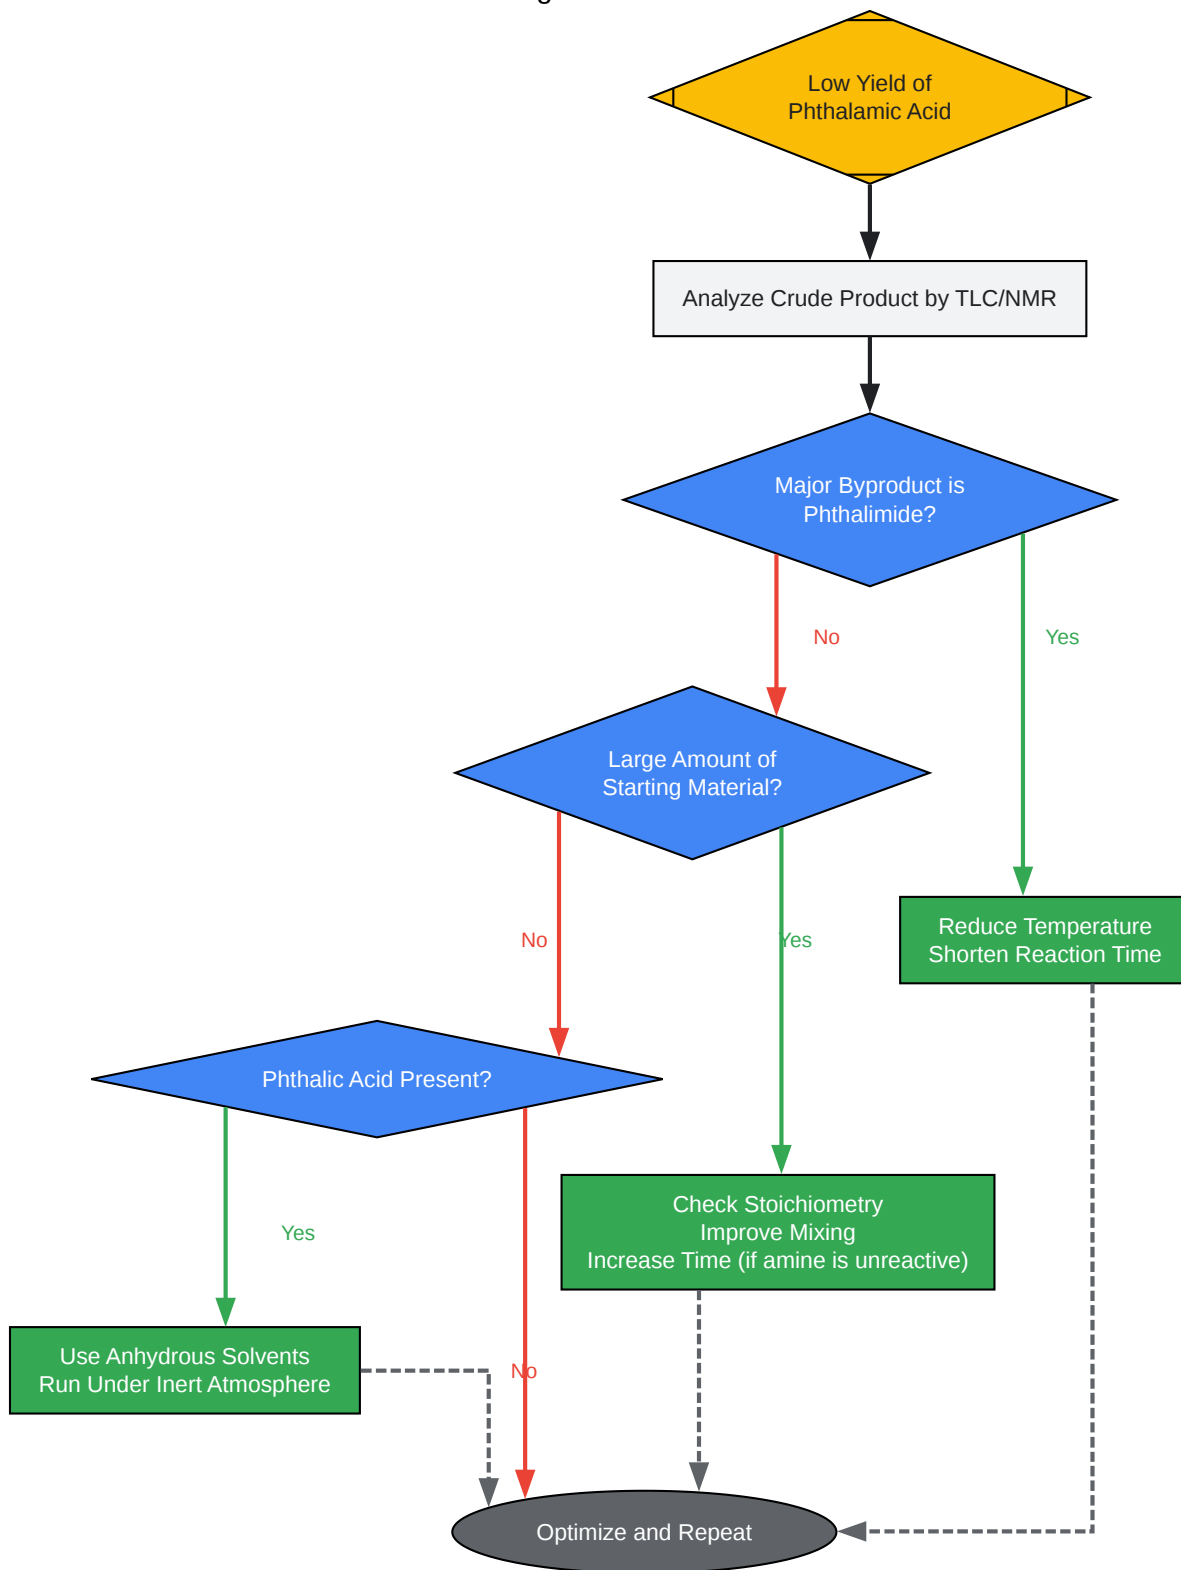 Low Yield of
Phthalamic Acid
Analyze Crude Product by TLC/NMR
Major Byproduct is
Phthalimide?
No
Yes
Large Amount of
Starting Material?
No
Yes
Reduce Temperature
Shorten Reaction Time
Phthalic Acid Present?
Yes
Check Stoichiometry
Improve Mixing
Increase Time (if amine is unreactive)
Use Anhydrous Solvents
Run Under Inert Atmosphere
No
Optimize and Repeat